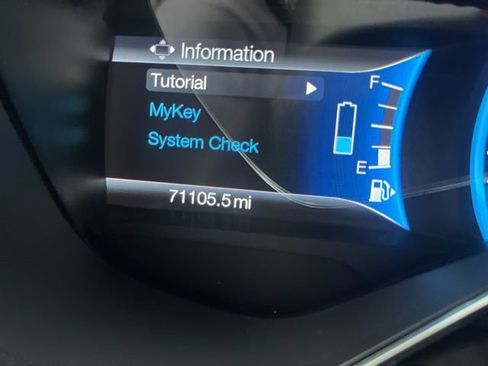 Information
Tutorial
F
MyKey
System Check
E
71105.5 mi